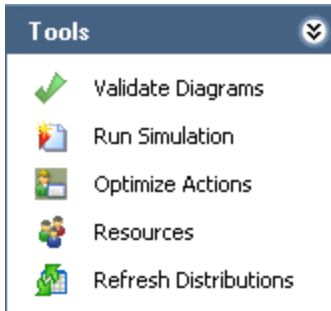 Tools
Validate Diagrams
Run Simulation
Optimize Actions
Resources
Refresh Distributions